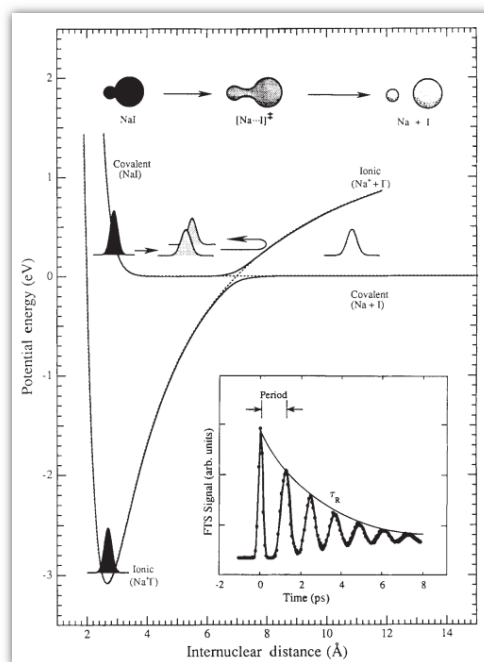 2
1
0
-1
-2
-3
Potential energy (eV)
NaI
[Na···I]‡
Na + I
Covalent
(NaI)
Ionic
(Na⁺ + I⁻)
Covalent
(Na + I)
Ionic
(Na⁺I⁻)
Period
τR
FTS Signal (arb. units)
-2 0 2 4 6 8 10
Time (ps)
2 4 6 8 10 12 14
Internuclear distance (Å)